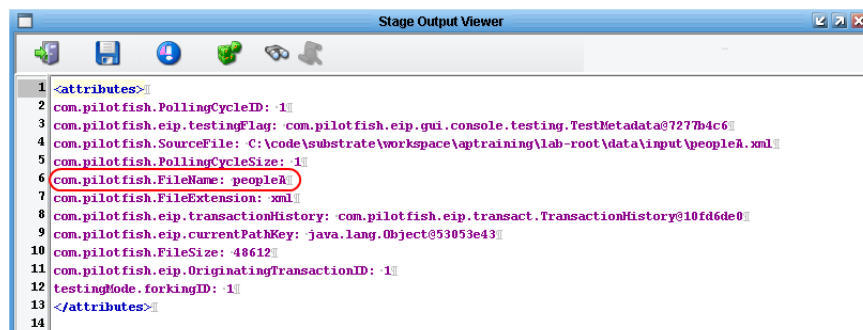 Stage Output Viewer
1 <attributes>
2 com.pilotfish.PollingCycleID: 1
3 com.pilotfish.eip.testingFlag: com.pilotfish.eip.gui.console.testing.TestMetadata@7277b4c6
4 com.pilotfish.SourceFile: C:\code\substrate\workspace\aptraining\lab-root\data\input\peopleA.xml
5 com.pilotfish.PollingCycleSize: 1
6 com.pilotfish.FileName: peopleA
7 com.pilotfish.FileExtension: xml
8 com.pilotfish.eip.transactionHistory: com.pilotfish.eip.transact.TransactionHistory@10fd6de0
9 com.pilotfish.eip.currentPathKey: java.lang.Object@53053e43
10 com.pilotfish.FileSize: 48612
11 com.pilotfish.eip.OriginatingTransactionID: 1
12 testingMode.forkingID: 1
13 </attributes>
14